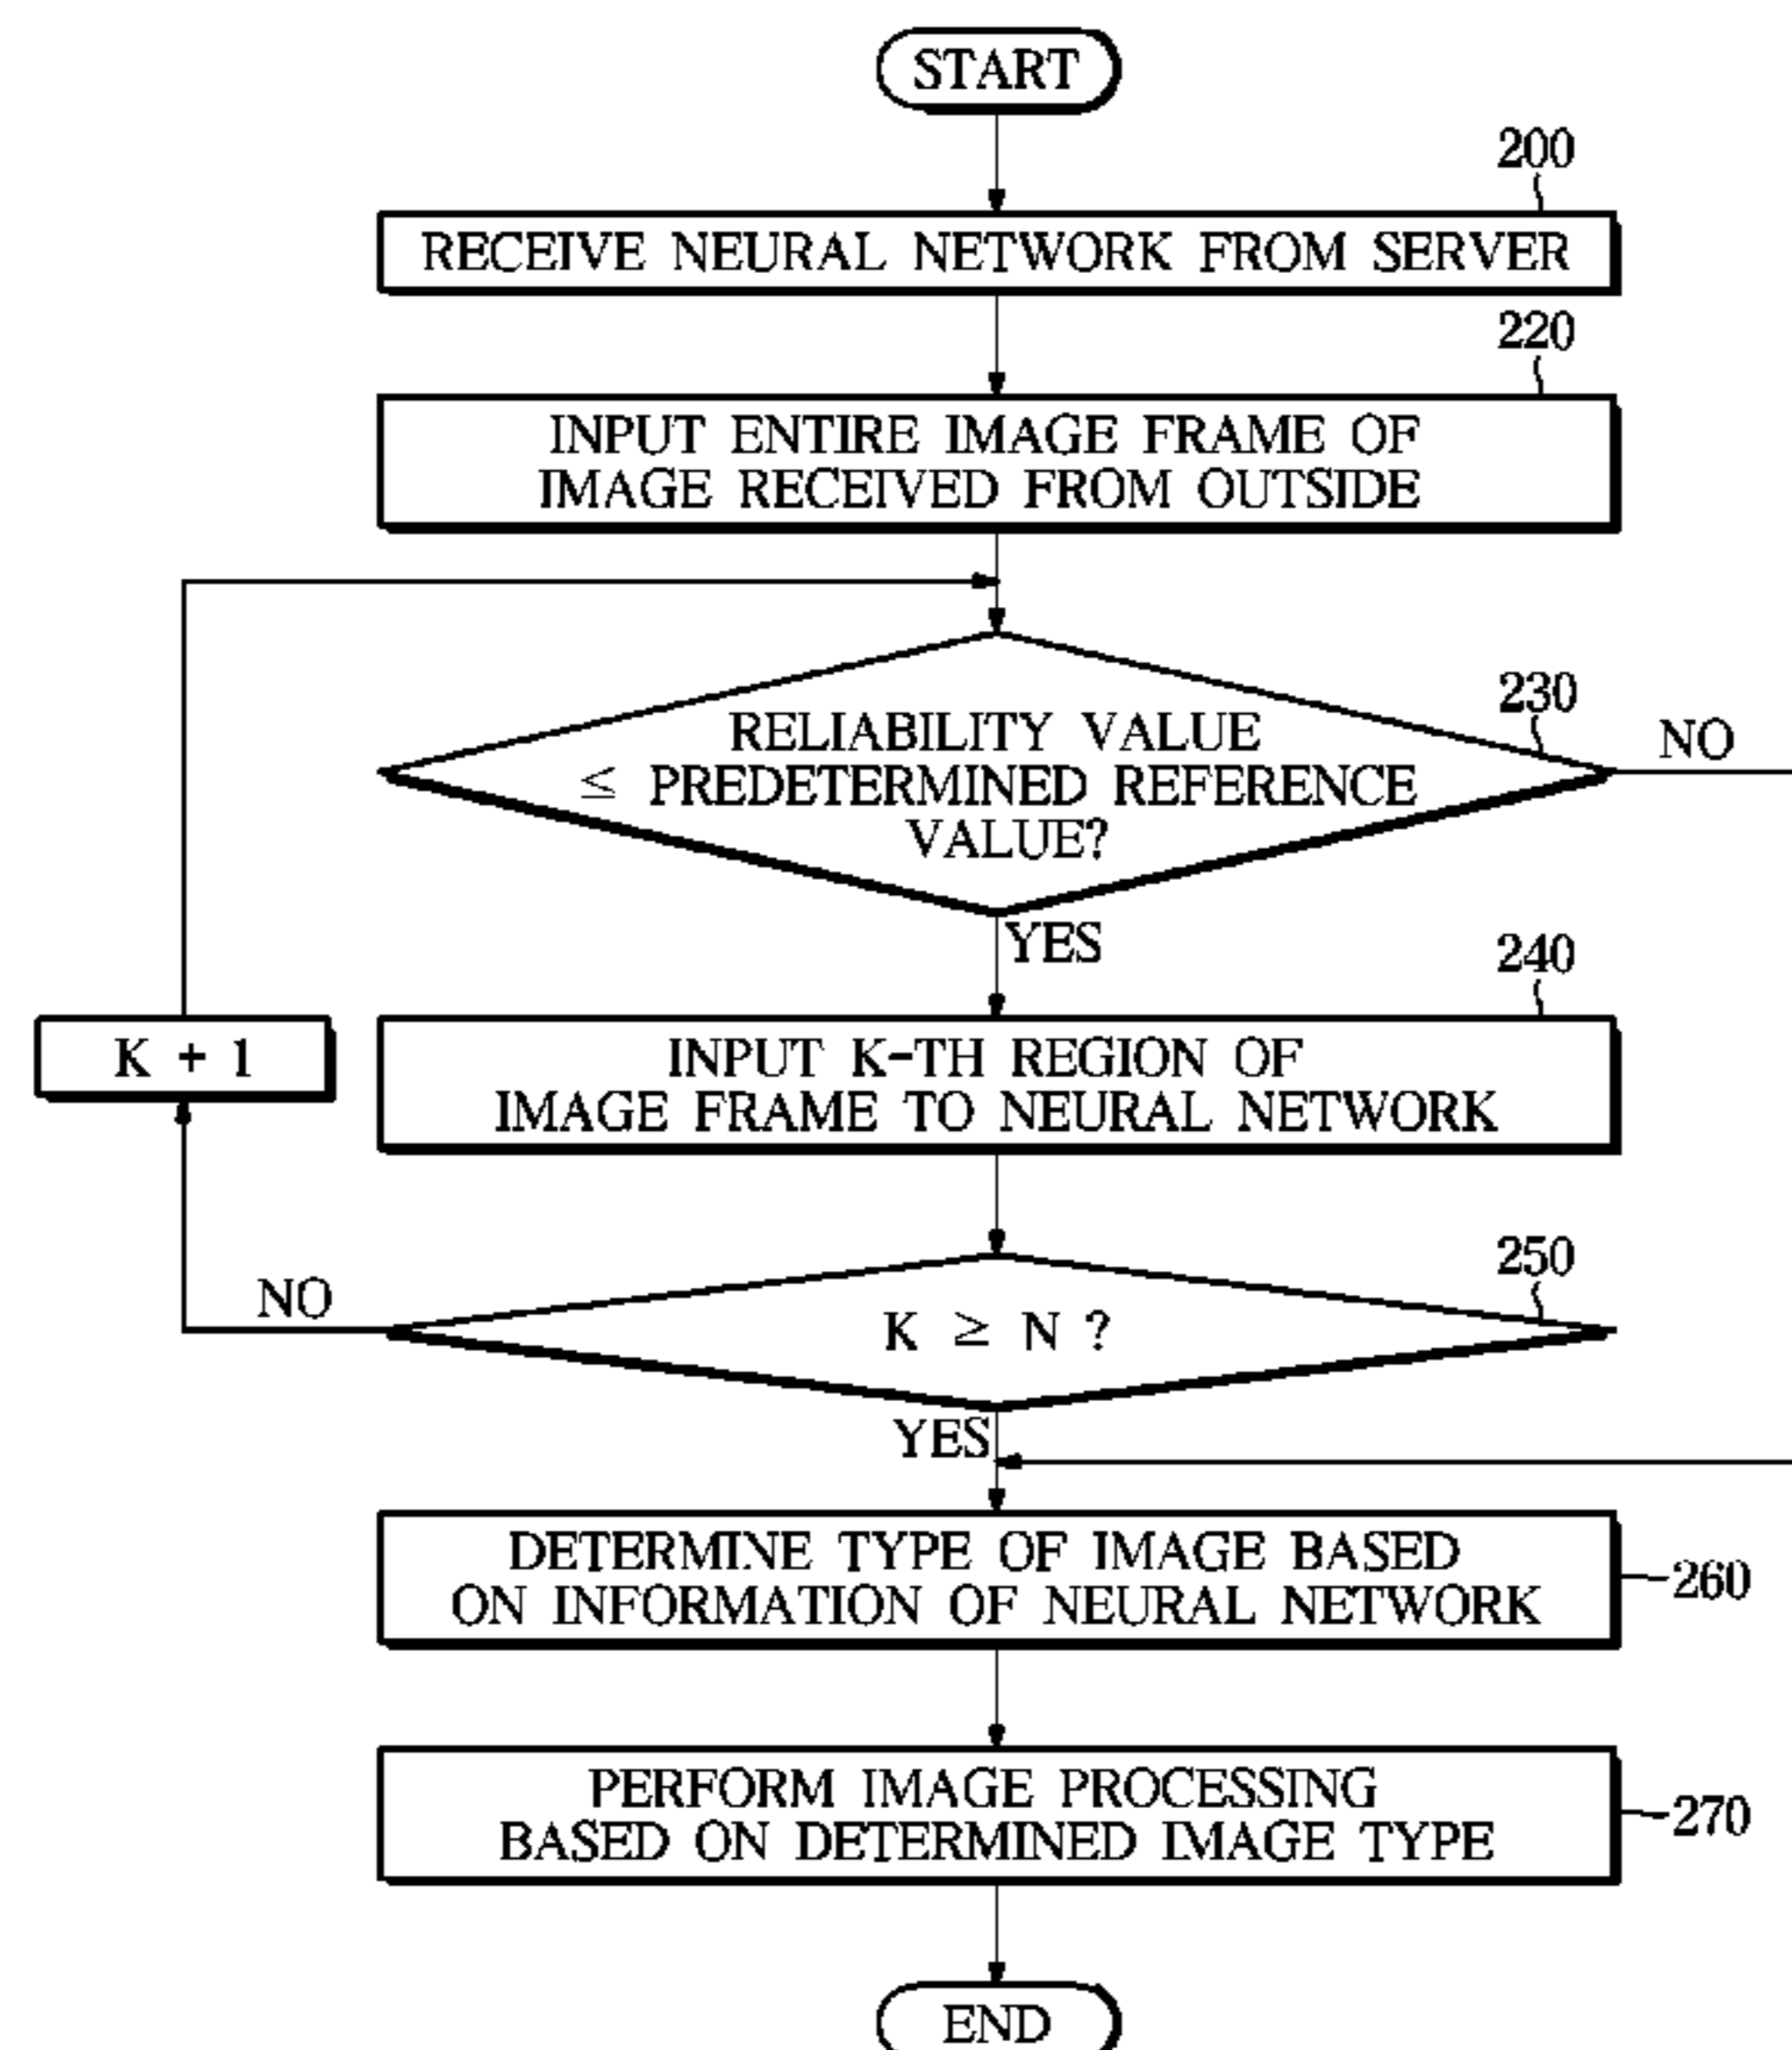 START
200
RECEIVE NEURAL NETWORK FROM SERVER
220
INPUT ENTIRE IMAGE FRAME OF
IMAGE RECEIVED FROM OUTSIDE
230
NO
RELIABILITY VALUE
≤ PREDETERMINED REFERENCE
VALUE?
YES
240
K + 1
INPUT K-TH REGION OF
IMAGE FRAME TO NEURAL NETWORK
250
NO
K ≥ N ?
YES
DETERMINE TYPE OF IMAGE BASED
ON INFORMATION OF NEURAL NETWORK
260
PERFORM IMAGE PROCESSING
BASED ON DETERMINED IMAGE TYPE
270
END